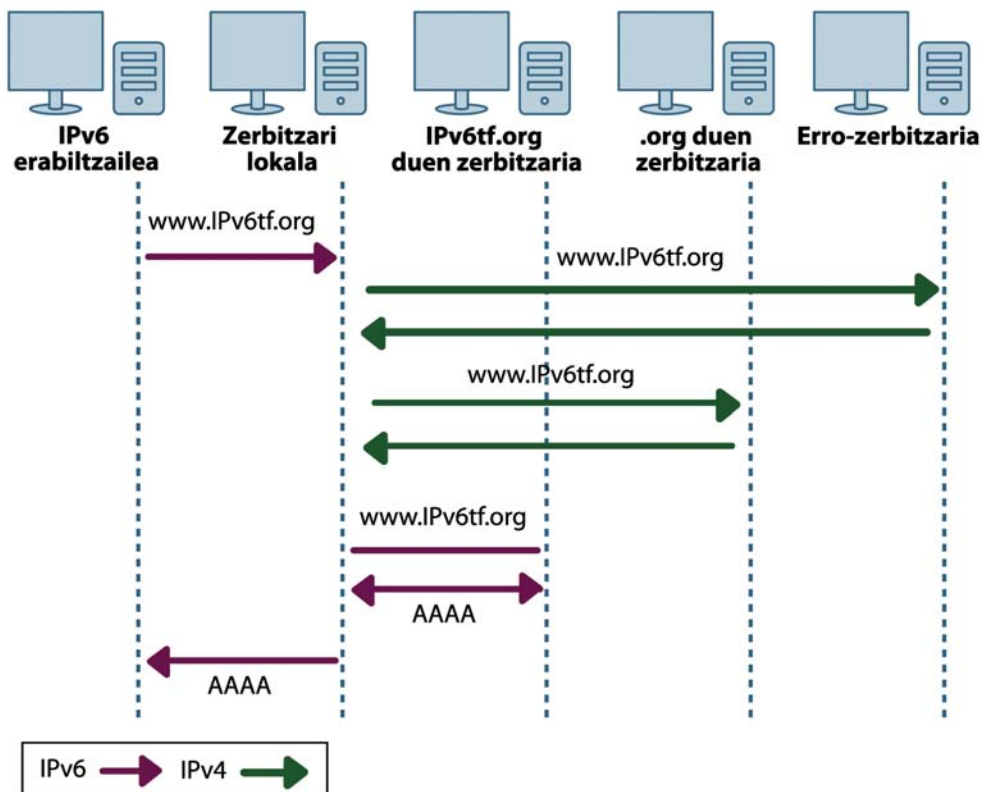 IPv6
erabiltzailea
Zerbitzari
lokala
IPv6tf.org
duen zerbitzaria
.org duen
zerbitzaria
Erro-zerbitzaria
www.IPv6tf.org
www.IPv6tf.org
www.IPv6tf.org
www.IPv6tf.org
AAAA
AAAA
IPv6 IPv4